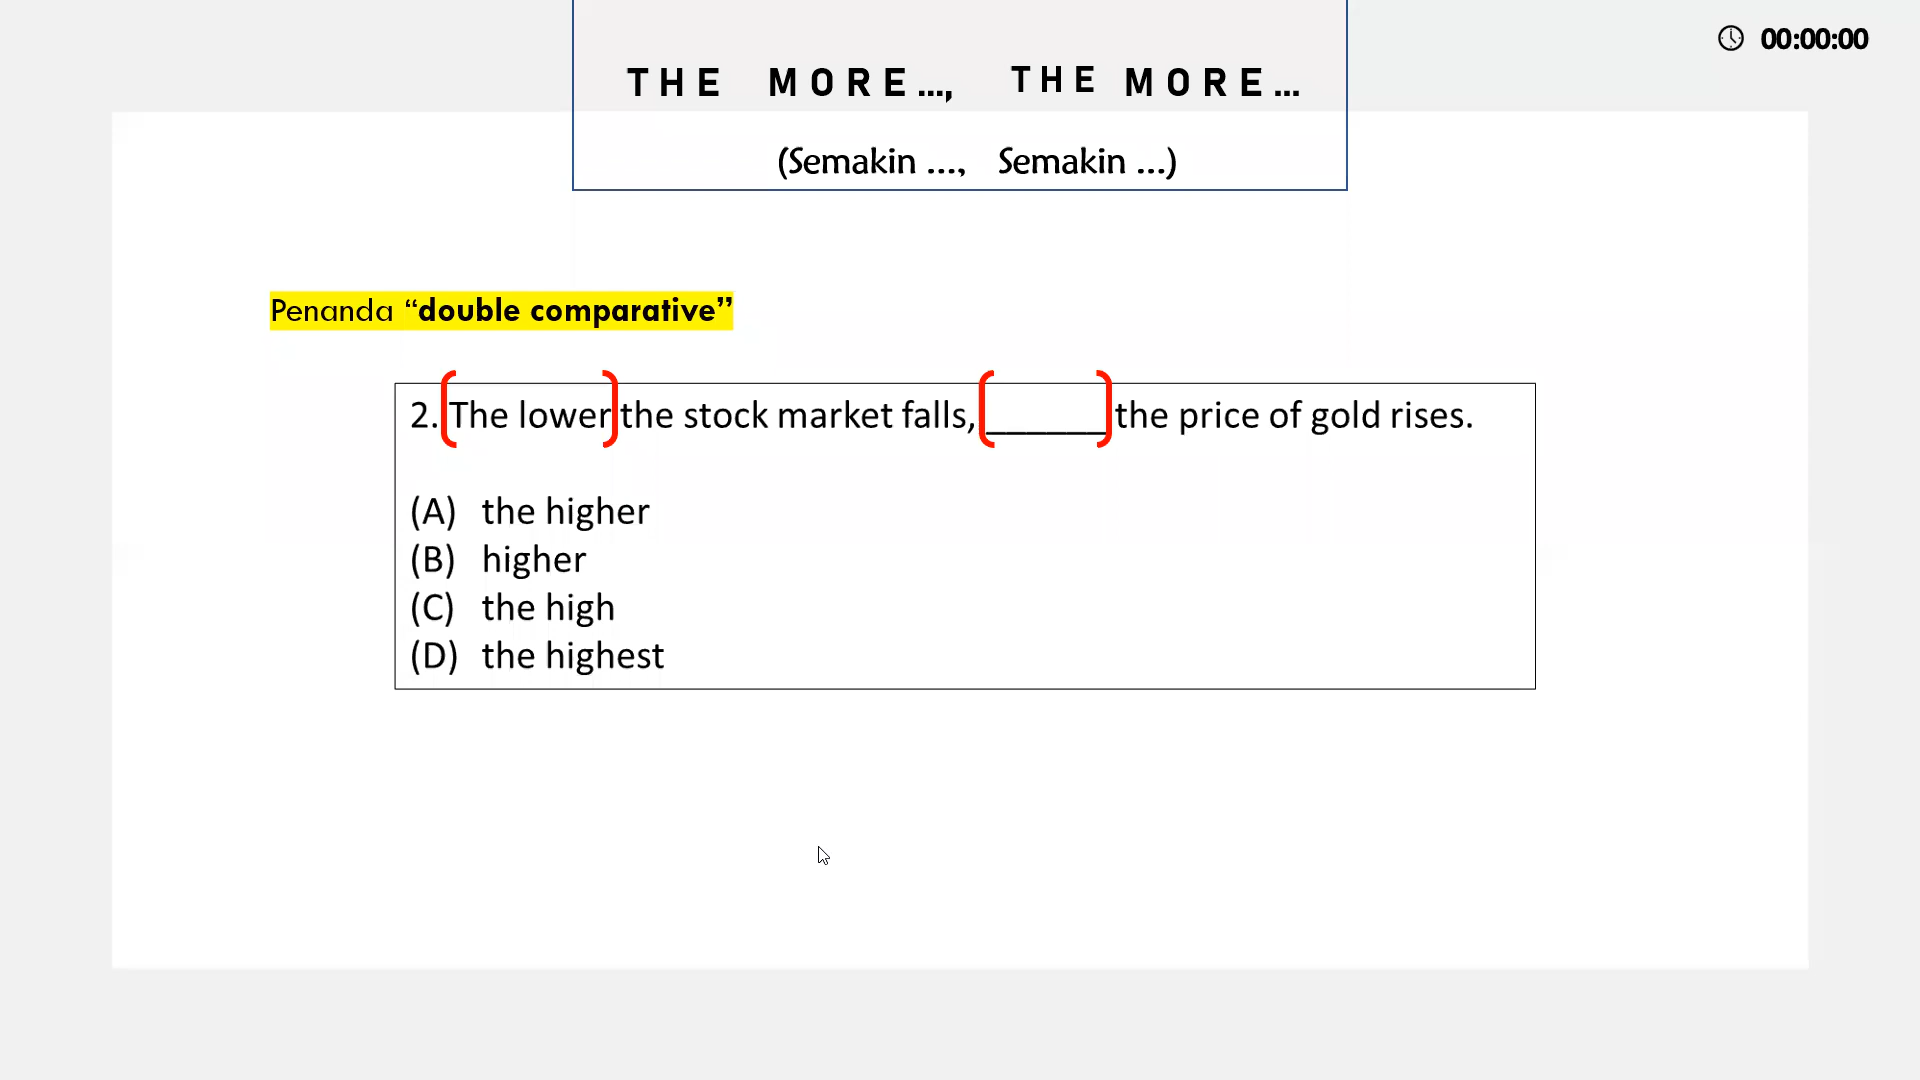 00:00:00
THE MORE…, THE MORE…
(Semakin …, Semakin …)
Penanda “double comparative”
2. The lower the stock market falls, ______ the price of gold rises.
(A) the higher
(B) higher
(C) the high
(D) the highest